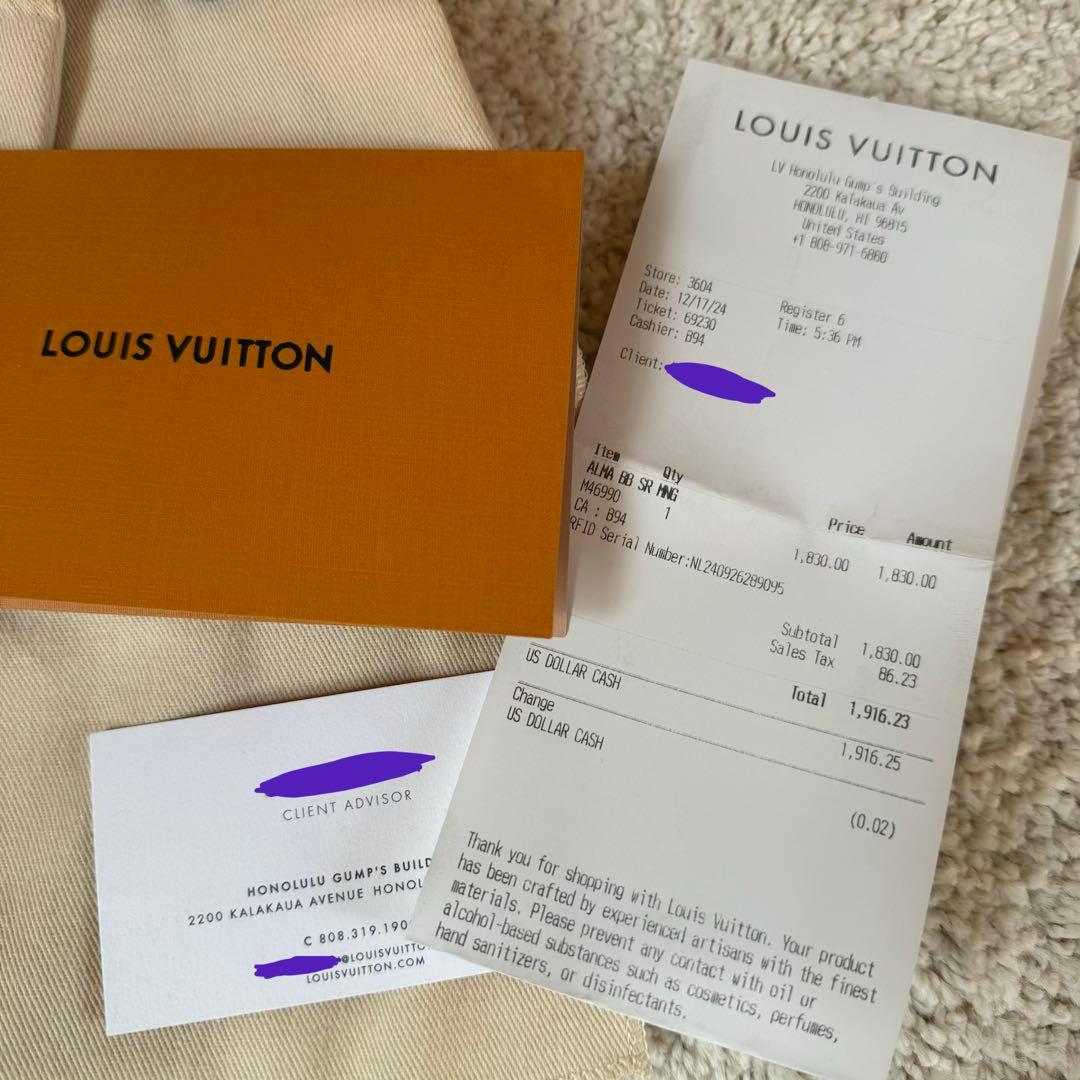 LOUIS VUITTON
LOUIS VUITTON
LV Honolulu Gump's Building
2200 Kalakaua Av
HONOLULU, HI 96815
United States
+1 808-971-6880
Store: 3604
Date: 12/17/24 Register 6
Ticket: 69230 Time: 5:36 PM
Cashier: B94
Client:
Item Qty Price Amount
ALMA BB SR MNG
M46990 1 1,830.00 1,830.00
CA : B94
RFID Serial Number:NL240926289095
Subtotal 1,830.00
Sales Tax 86.23
Total 1,916.23
US DOLLAR CASH 1,916.25
Change
US DOLLAR CASH (0.02)
Thank you for shopping with Louis Vuitton. Your product
has been crafted by experienced artisans with the finest
materials. Please prevent any contact with oil or
alcohol-based substances such as cosmetics, perfumes,
hand sanitizers, or disinfectants.
CLIENT ADVISOR
HONOLULU GUMP'S BUILD
2200 KALAKAUA AVENUE HONOL
C 808.319.190
@LOUISVUITTO
LOUISVUITTON.COM